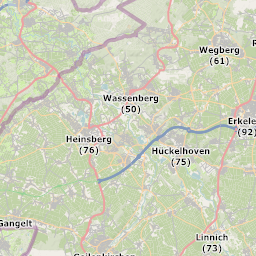 Wegberg
(61)
Wassenberg
(50)
Erkele
(92)
Heinsberg
(76)
Hückelhoven
(75)
Gangelt
Linnich
(73)